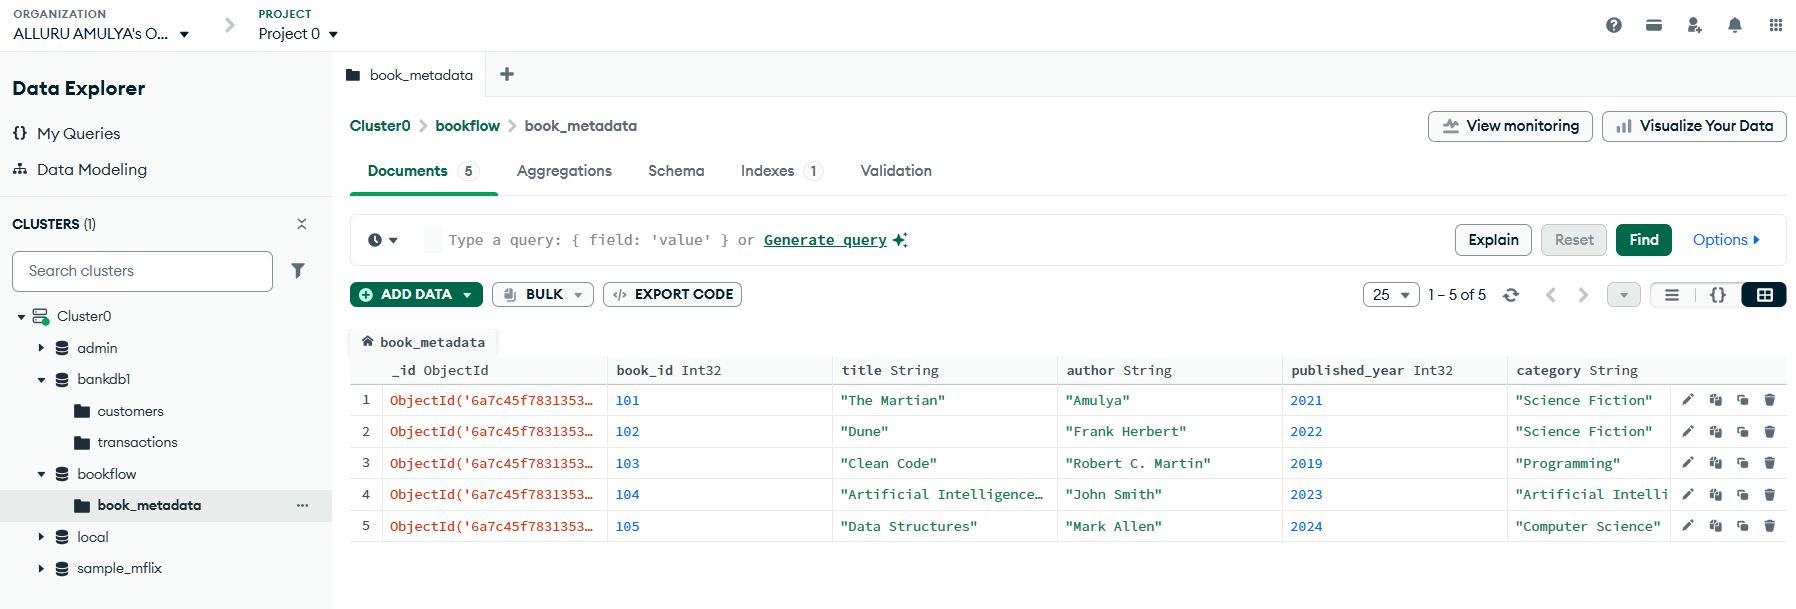 ORGANIZATION
ALLURU AMULYA's O...
PROJECT
Project 0
Data Explorer
My Queries
Data Modeling
CLUSTERS (1)
Search clusters
Cluster0
admin
bankdb1
customers
transactions
bookflow
book_metadata
local
sample_mflix
book_metadata
Cluster0 > bookflow > book_metadata
View monitoring
Visualize Your Data
Documents 5 Aggregations Schema Indexes 1 Validation
Type a query: { field: 'value' } or Generate query
Explain Reset Find Options
ADD DATA BULK EXPORT CODE
25 1 – 5 of 5
book_metadata
_id ObjectId book_id Int32 title String author String published_year Int32 category String
1 ObjectId('6a7c45f7831353… 101 "The Martian" "Amulya" 2021 "Science Fiction"
2 ObjectId('6a7c45f7831353… 102 "Dune" "Frank Herbert" 2022 "Science Fiction"
3 ObjectId('6a7c45f7831353… 103 "Clean Code" "Robert C. Martin" 2019 "Programming"
4 ObjectId('6a7c45f7831353… 104 "Artificial Intelligence… "John Smith" 2023 "Artificial Intelli
5 ObjectId('6a7c45f7831353… 105 "Data Structures" "Mark Allen" 2024 "Computer Science"